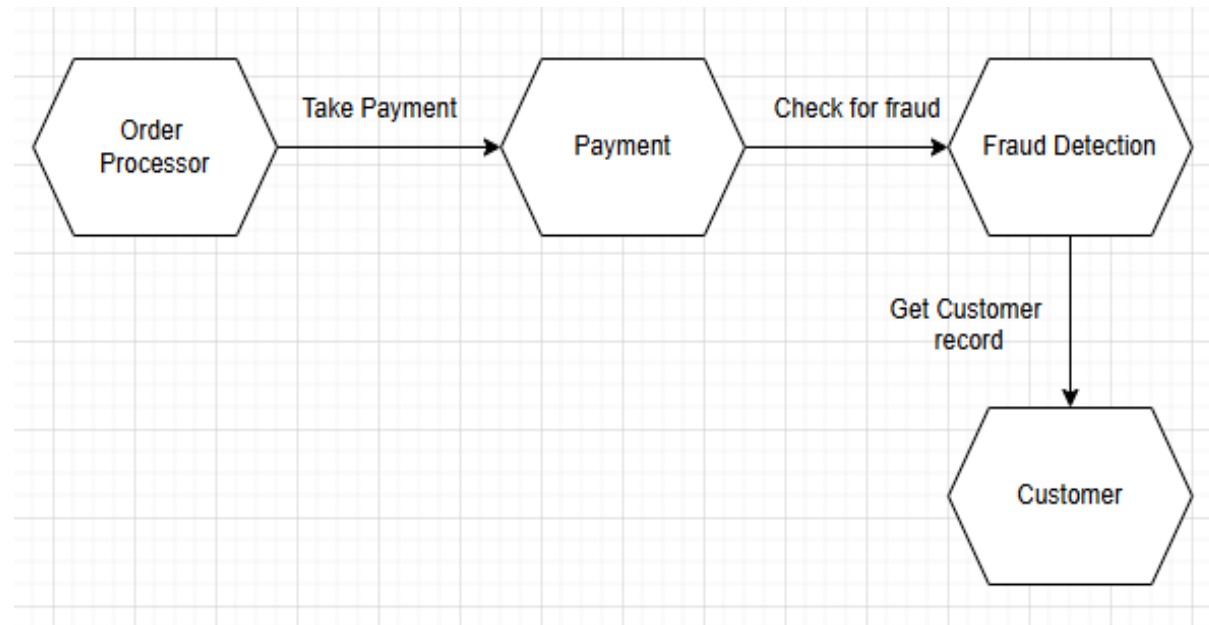 Order
Processor
Take Payment
Payment
Check for fraud
Fraud Detection
Get Customer
record
Customer